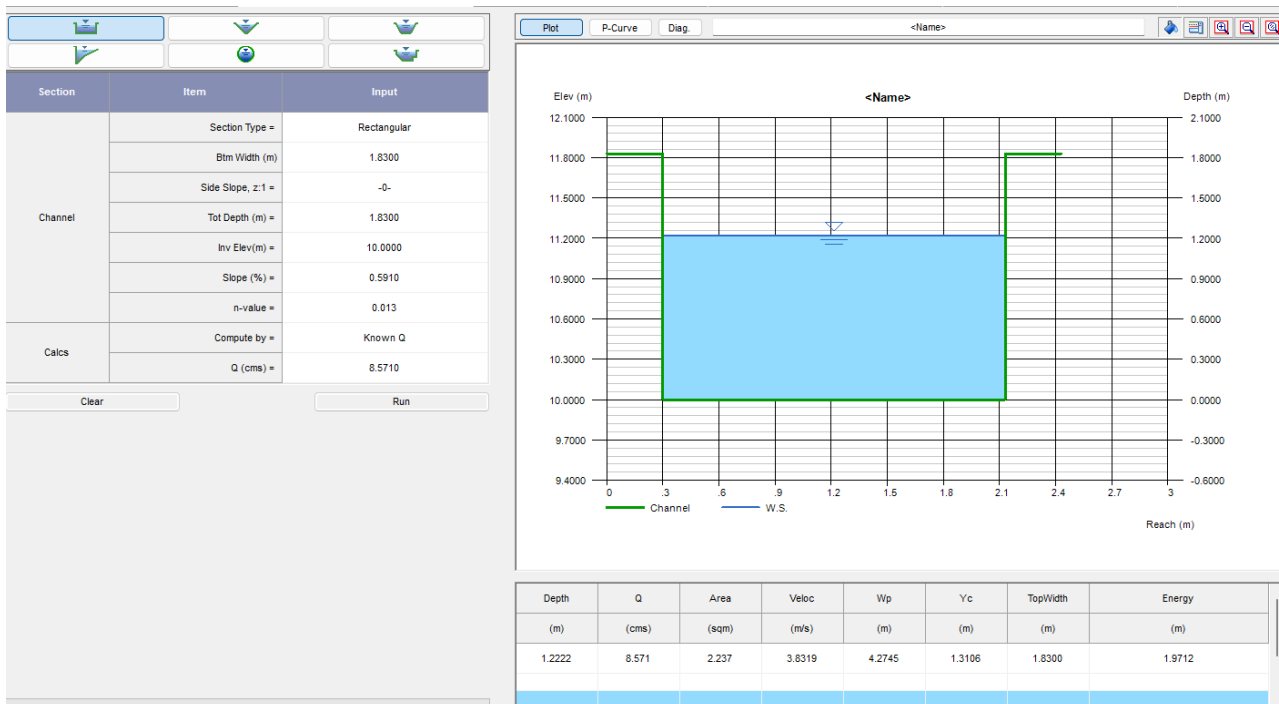 Plot P-Curve Diag. <Name>
Section Item Input
Channel
Section Type = Rectangular
Btm Width (m) 1.8300
Side Slope, z:1 = -0-
Tot Depth (m) = 1.8300
Inv Elev(m) = 10.0000
Slope (%) = 0.5910
n-value = 0.013
Calcs
Compute by = Known Q
Q (cms) = 8.5710
Clear Run
Elev (m) <Name> Depth (m)
12.1000 2.1000
11.8000 1.8000
11.5000 1.5000
11.2000 1.2000
10.9000 0.9000
10.6000 0.6000
10.3000 0.3000
10.0000 0.0000
9.7000 -0.3000
9.4000 -0.6000
0 .3 .6 .9 1.2 1.5 1.8 2.1 2.4 2.7 3
Channel W.S.
Reach (m)
Depth Q Area Veloc Wp Yc TopWidth Energy
(m) (cms) (sqm) (m/s) (m) (m) (m) (m)
1.2222 8.571 2.237 3.8319 4.2745 1.3106 1.8300 1.9712